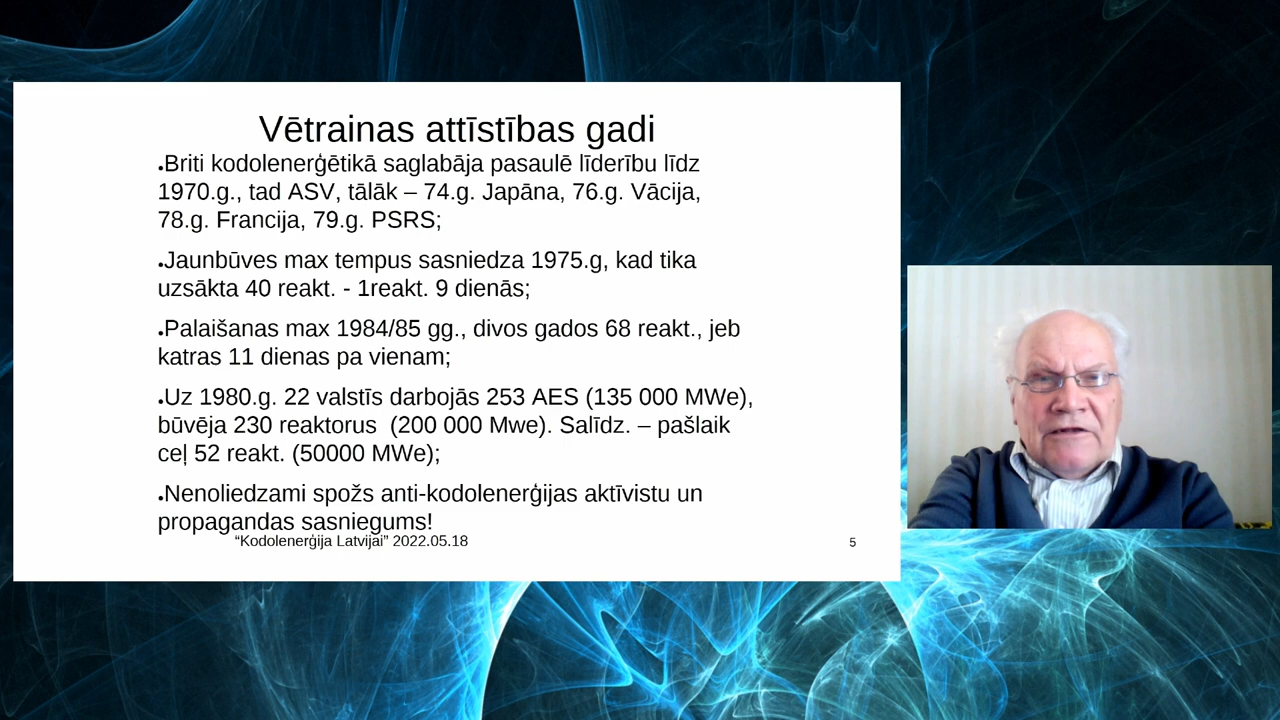 Vētrainas attīstības gadi
•Briti kodolenerģētikā saglabāja pasaulē līderību līdz
1970.g., tad ASV, tālāk – 74.g. Japāna, 76.g. Vācija,
78.g. Francija, 79.g. PSRS;
•Jaunbūves max tempus sasniedza 1975.g, kad tika
uzsākta 40 reakt. - 1reakt. 9 dienās;
•Palaišanas max 1984/85 gg., divos gados 68 reakt., jeb
katras 11 dienas pa vienam;
•Uz 1980.g. 22 valstīs darbojās 253 AES (135 000 MWe),
būvēja 230 reaktorus  (200 000 Mwe). Salīdz. – pašlaik
ceļ 52 reakt. (50000 MWe);
•Nenoliedzami spožs anti-kodolenerģijas aktīvistu un
propagandas sasniegums!
“Kodolenerģija Latvijai” 2022.05.18
5